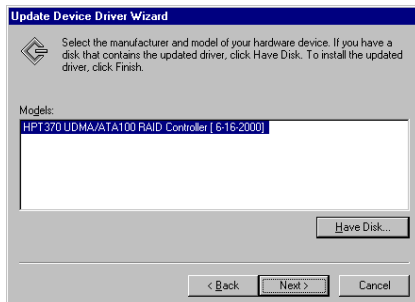 Update Device Driver Wizard
Select the manufacturer and model of your hardware device. If you have a
disk that contains the updated driver, click Have Disk. To install the updated
driver, click Finish.
Models:
HPT370 UDMA/ATA100 RAID Controller [ 6-16-2000]
Have Disk...
< Back
Next >
Cancel